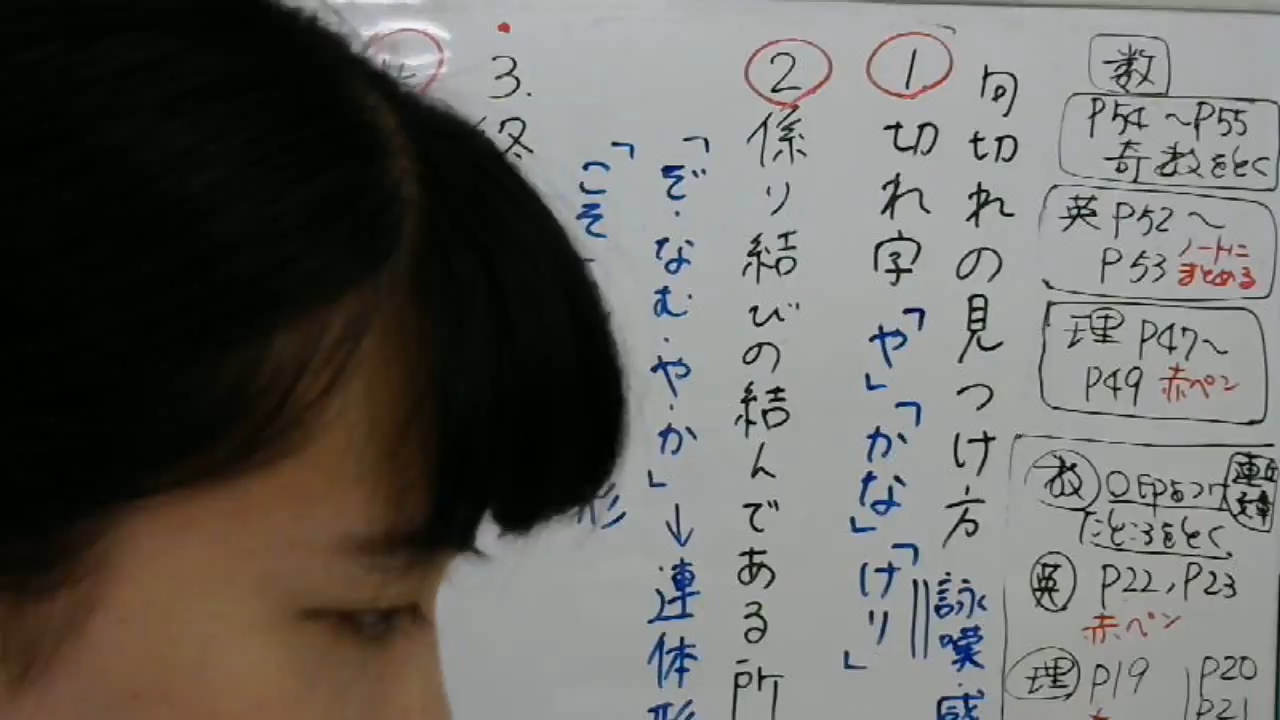 数
P54 〜P55
奇数をとく
英 P52 〜
P53 ノートに
まとめる
理 P47〜
P49 赤ペン
数 〇印をつけ
たところをとく
英 P22, P23
赤ペン
理 P19 P20
P21
句切れの見つけ方
1. 切れ字「や」「かな」「けり」
詠嘆・感
2 係り結びの結んである所
「ぞ・なむ・や・か」→連体形
「こそ
形
3. 終